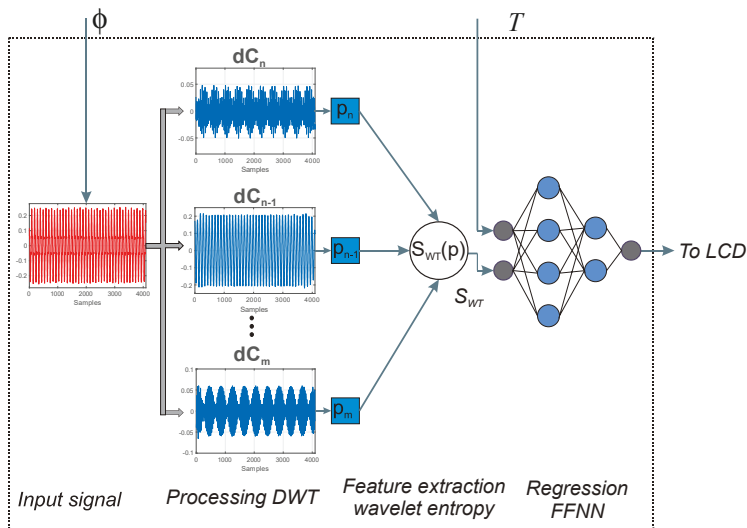 ϕ
T
dCn
0.05
0
-0.05
0 1000 2000 3000 4000
Samples
pn
0.2
0.1
0
-0.1
-0.2
0 1000 2000 3000 4000
Samples
dCn-1
0.2
0.1
0
-0.1
-0.2
0 1000 2000 3000 4000
Samples
pn-1
SWT(p)
SWT
To LCD
dCm
0.1
0.05
0
-0.05
-0.1
0 1000 2000 3000 4000
Samples
pm
Input signal
Processing DWT
Feature extraction
wavelet entropy
Regression
FFNN